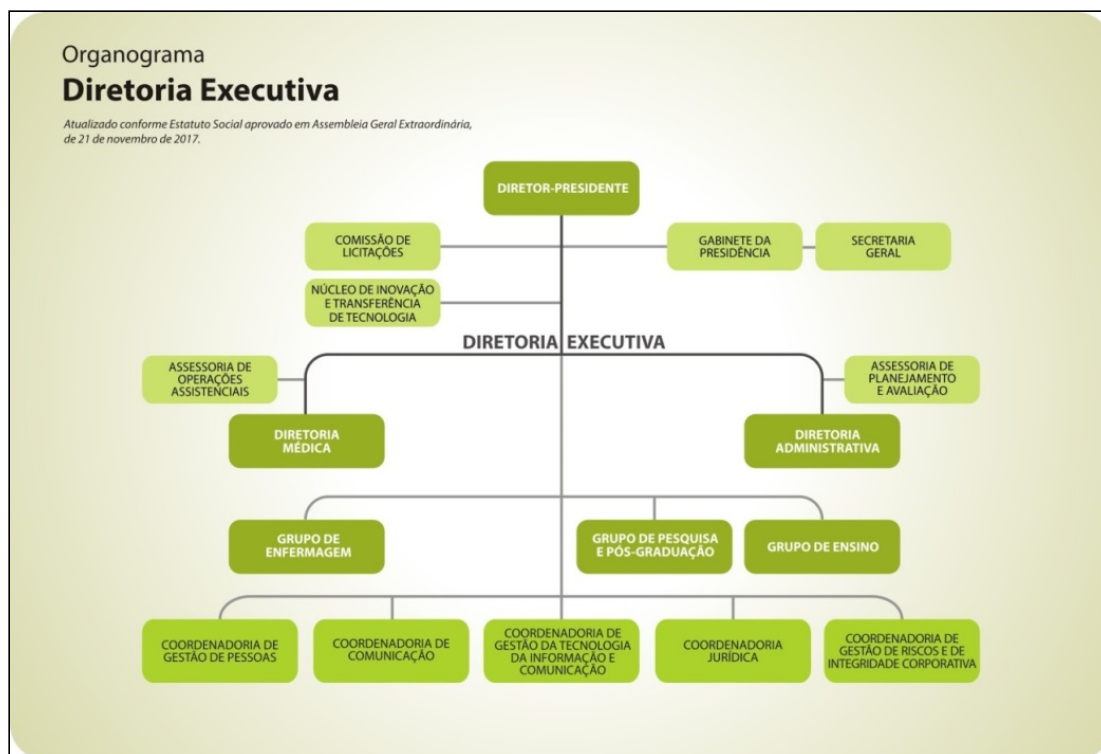 Organograma
Diretoria Executiva
Atualizado conforme Estatuto Social aprovado em Assembleia Geral Extraordinária,
de 21 de novembro de 2017.
DIRETOR-PRESIDENTE
COMISSÃO DE
LICITAÇÕES
GABINETE DA
PRESIDÊNCIA
SECRETARIA
GERAL
NÚCLEO DE INOVAÇÃO
E TRANSFERÊNCIA
DE TECNOLOGIA
DIRETORIA EXECUTIVA
ASSESSORIA DE
OPERAÇÕES
ASSISTENCIAIS
ASSESSORIA DE
PLANEJAMENTO
E AVALIAÇÃO
DIRETORIA
MÉDICA
DIRETORIA
ADMINISTRATIVA
GRUPO DE
ENFERMAGEM
GRUPO DE PESQUISA
E PÓS-GRADUAÇÃO
GRUPO DE ENSINO
COORDENADORIA DE
GESTÃO DE PESSOAS
COORDENADORIA DE
COMUNICAÇÃO
COORDENADORIA DE
GESTÃO DA TECNOLOGIA
DA INFORMAÇÃO E
COMUNICAÇÃO
COORDENADORIA
JURÍDICA
COORDENADORIA DE
GESTÃO DE RISCOS E DE
INTEGRIDADE CORPORATIVA